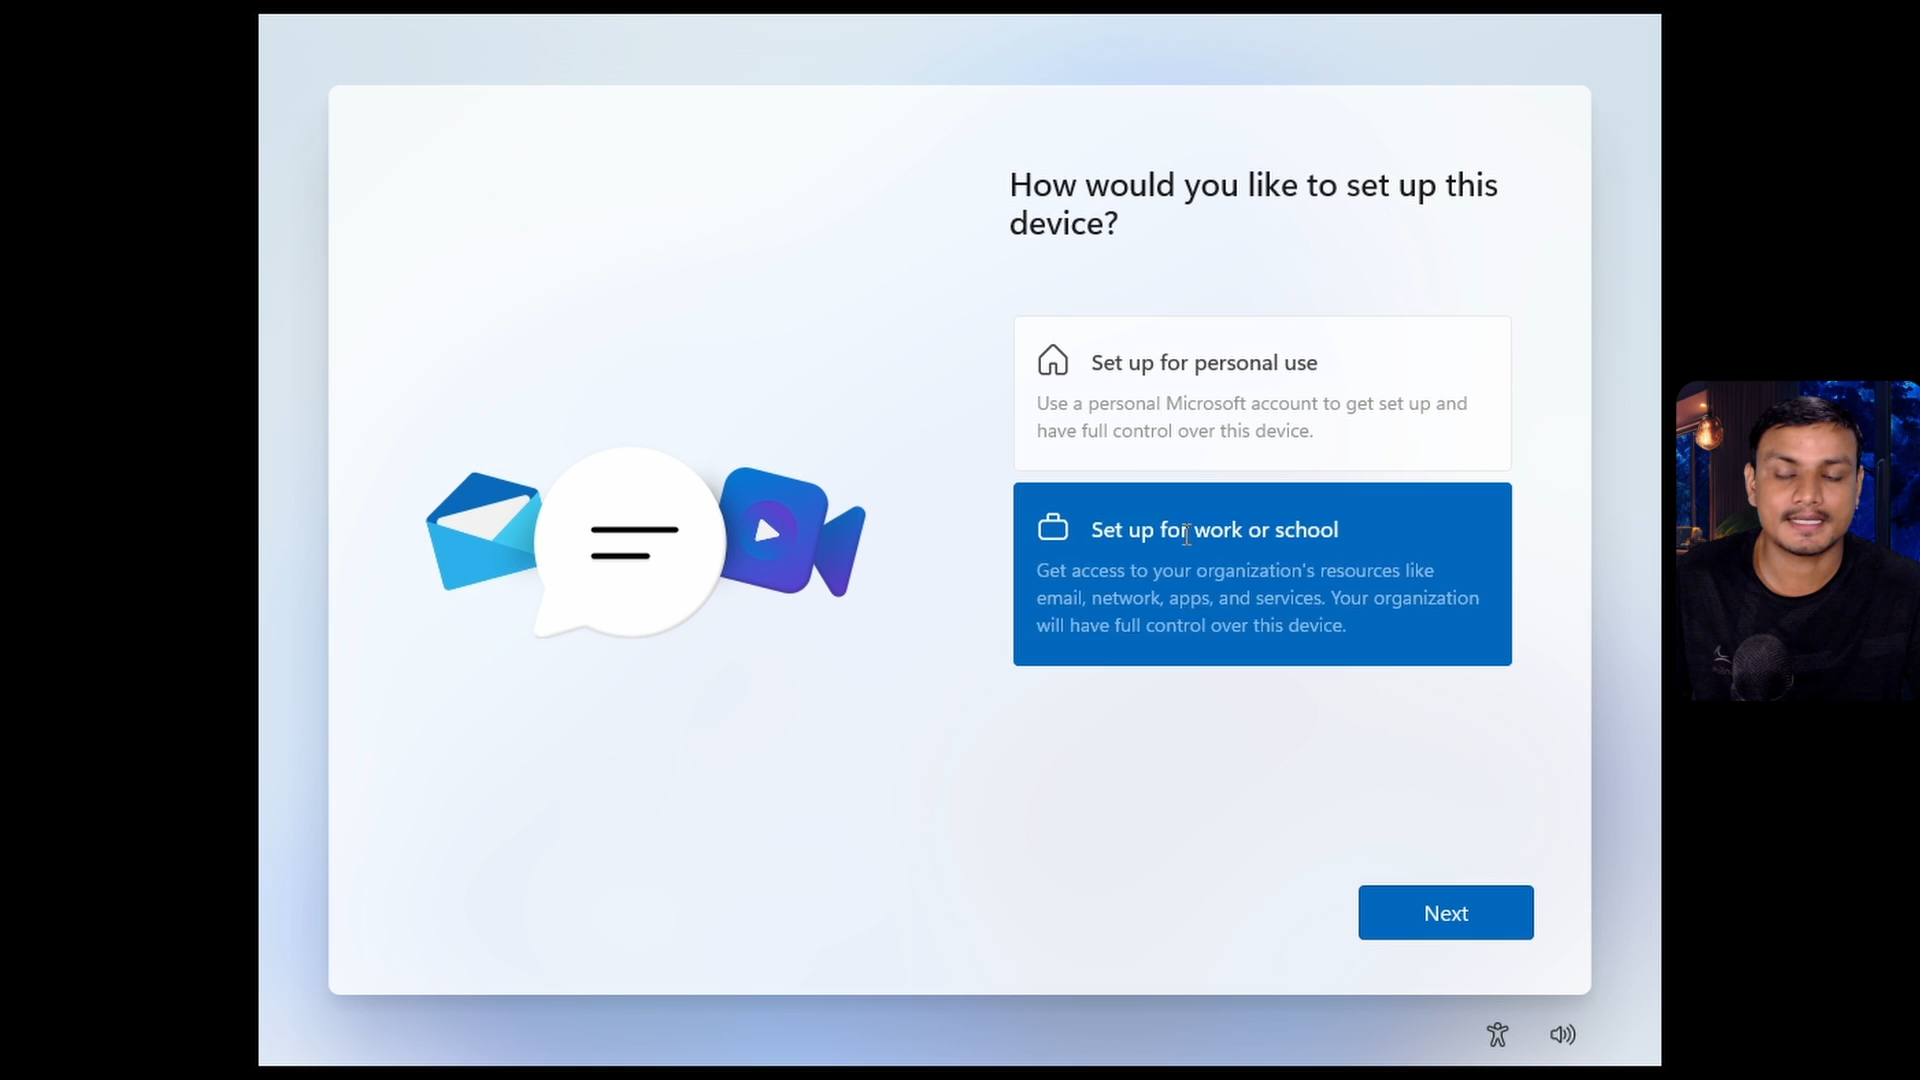 How would you like to set up this
device?
Set up for personal use
Use a personal Microsoft account to get set up and
have full control over this device.
Set up for work or school
Get access to your organization's resources like
email, network, apps, and services. Your organization
will have full control over this device.
Next